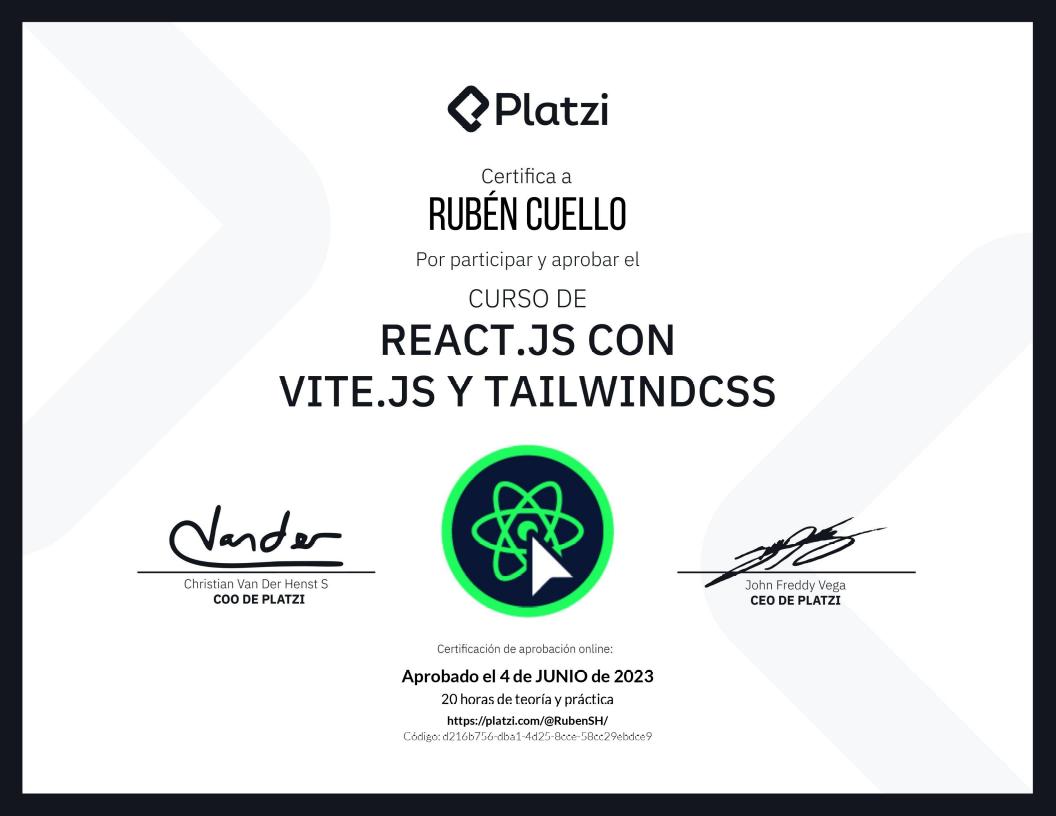 Platzi
Certifica a
RUBÉN CUELLO
Por participar y aprobar el
CURSO DE
REACT.JS CON
VITE.JS Y TAILWINDCSS
Vander
Christian Van Der Henst S
COO DE PLATZI
John Freddy Vega
CEO DE PLATZI
Certificación de aprobación online:
Aprobado el 4 de JUNIO de 2023
20 horas de teoría y práctica
https://platzi.com/@RubenSH/
Código: d216b756-dba1-4d25-8cce-58cc29ebdce9